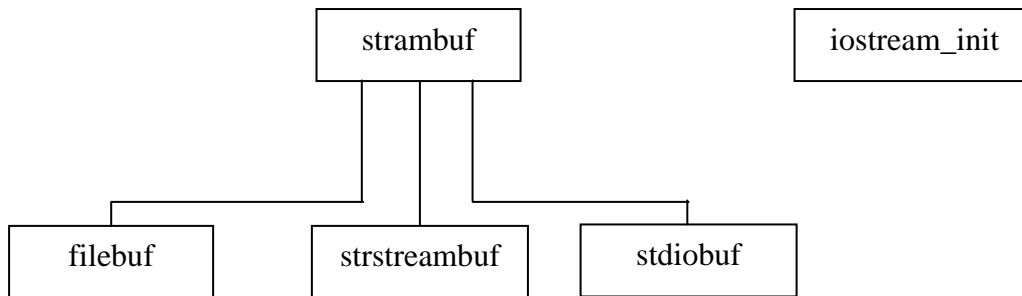 strambuf
iostream_init
filebuf
strstreambuf
stdiobuf